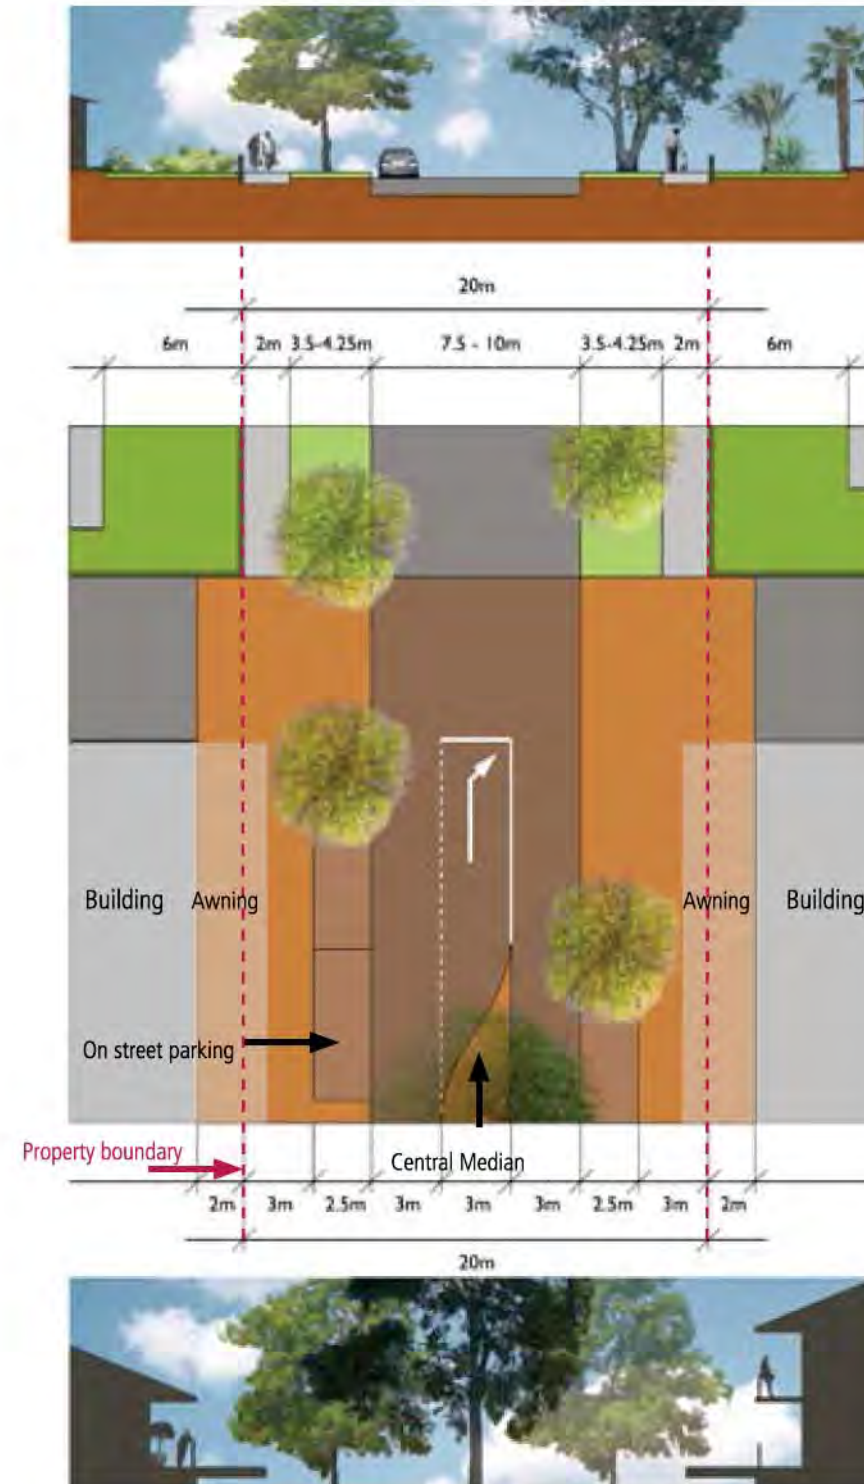 20m
6m 2m 3.5-4.25m 7.5 - 10m 3.5-4.25m 2m 6m
Building Awning Awning Building
On street parking
Property boundary
Central Median
2m 3m 2.5m 3m 3m 3m 2.5m 3m 2m
20m